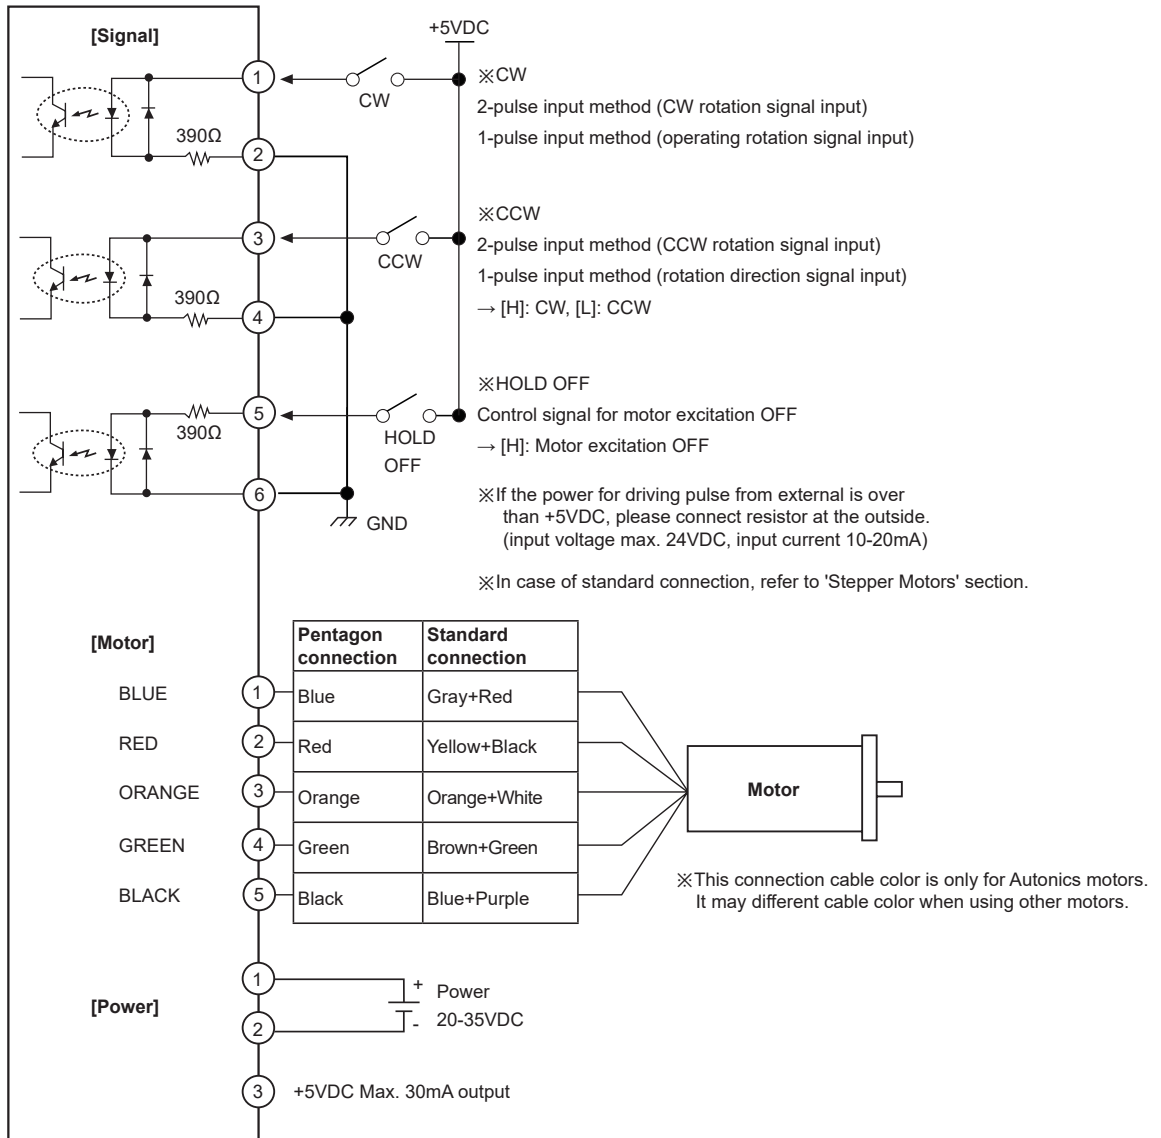 [Signal]
+5VDC
1
CW
※CW
2-pulse input method (CW rotation signal input)
1-pulse input method (operating rotation signal input)
390Ω
2
3
CCW
※CCW
2-pulse input method (CCW rotation signal input)
1-pulse input method (rotation direction signal input)
→ [H]: CW, [L]: CCW
390Ω
4
5
390Ω
HOLD
OFF
※HOLD OFF
Control signal for motor excitation OFF
→ [H]: Motor excitation OFF
6
GND
※If the power for driving pulse from external is over
than +5VDC, please connect resistor at the outside.
(input voltage max. 24VDC, input current 10-20mA)
※In case of standard connection, refer to 'Stepper Motors' section.
[Motor]
Pentagon connection
Standard connection
BLUE 1 Blue Gray+Red
RED 2 Red Yellow+Black
ORANGE 3 Orange Orange+White
GREEN 4 Green Brown+Green
BLACK 5 Black Blue+Purple
Motor
※This connection cable color is only for Autonics motors.
It may different cable color when using other motors.
[Power]
1
+
Power
20-35VDC
2
-
3 +5VDC Max. 30mA output